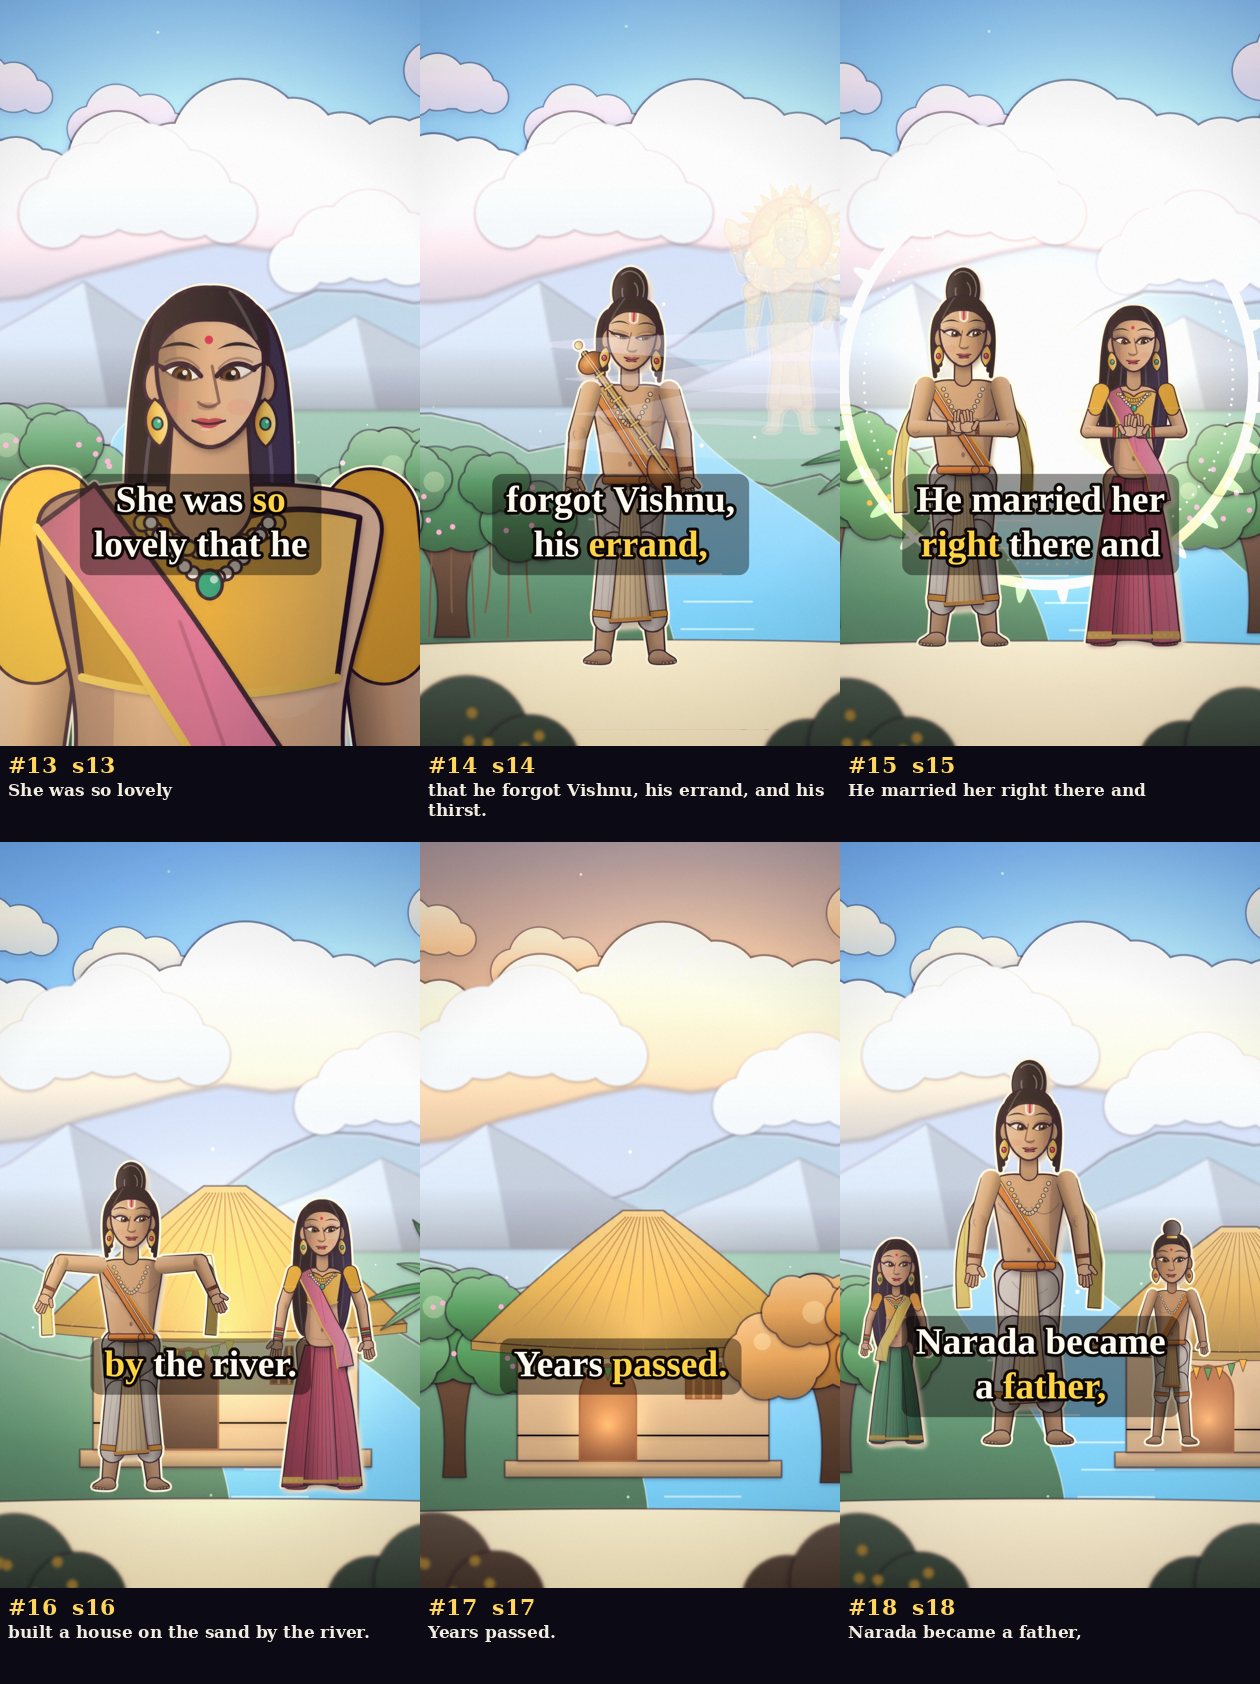 She was so
lovely that he
#13 s13
She was so lovely
forgot Vishnu,
his errand,
#14 s14
that he forgot Vishnu, his errand, and his
thirst.
He married her
right there and
#15 s15
He married her right there and
by the river.
#16 s16
built a house on the sand by the river.
Years passed.
#17 s17
Years passed.
Narada became
a father,
#18 s18
Narada became a father,